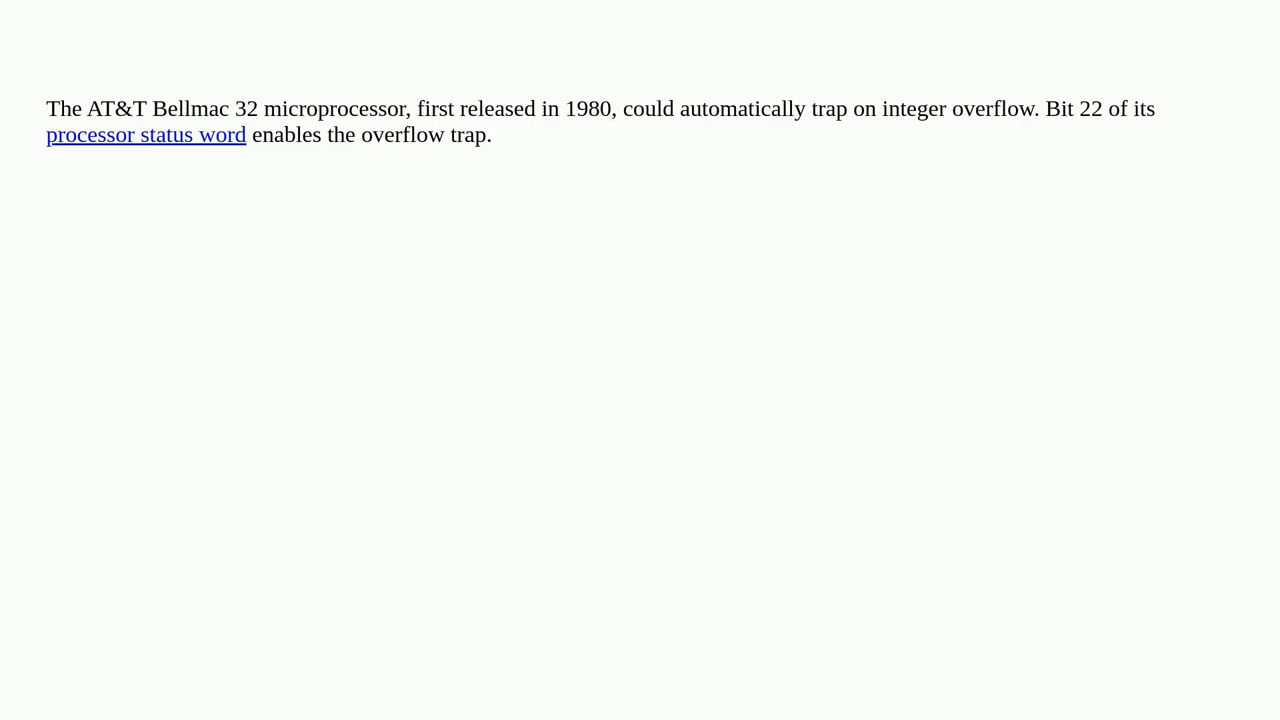 The AT&T Bellmac 32 microprocessor, first released in 1980, could automatically trap on integer overflow. Bit 22 of its
processor status word enables the overflow trap.